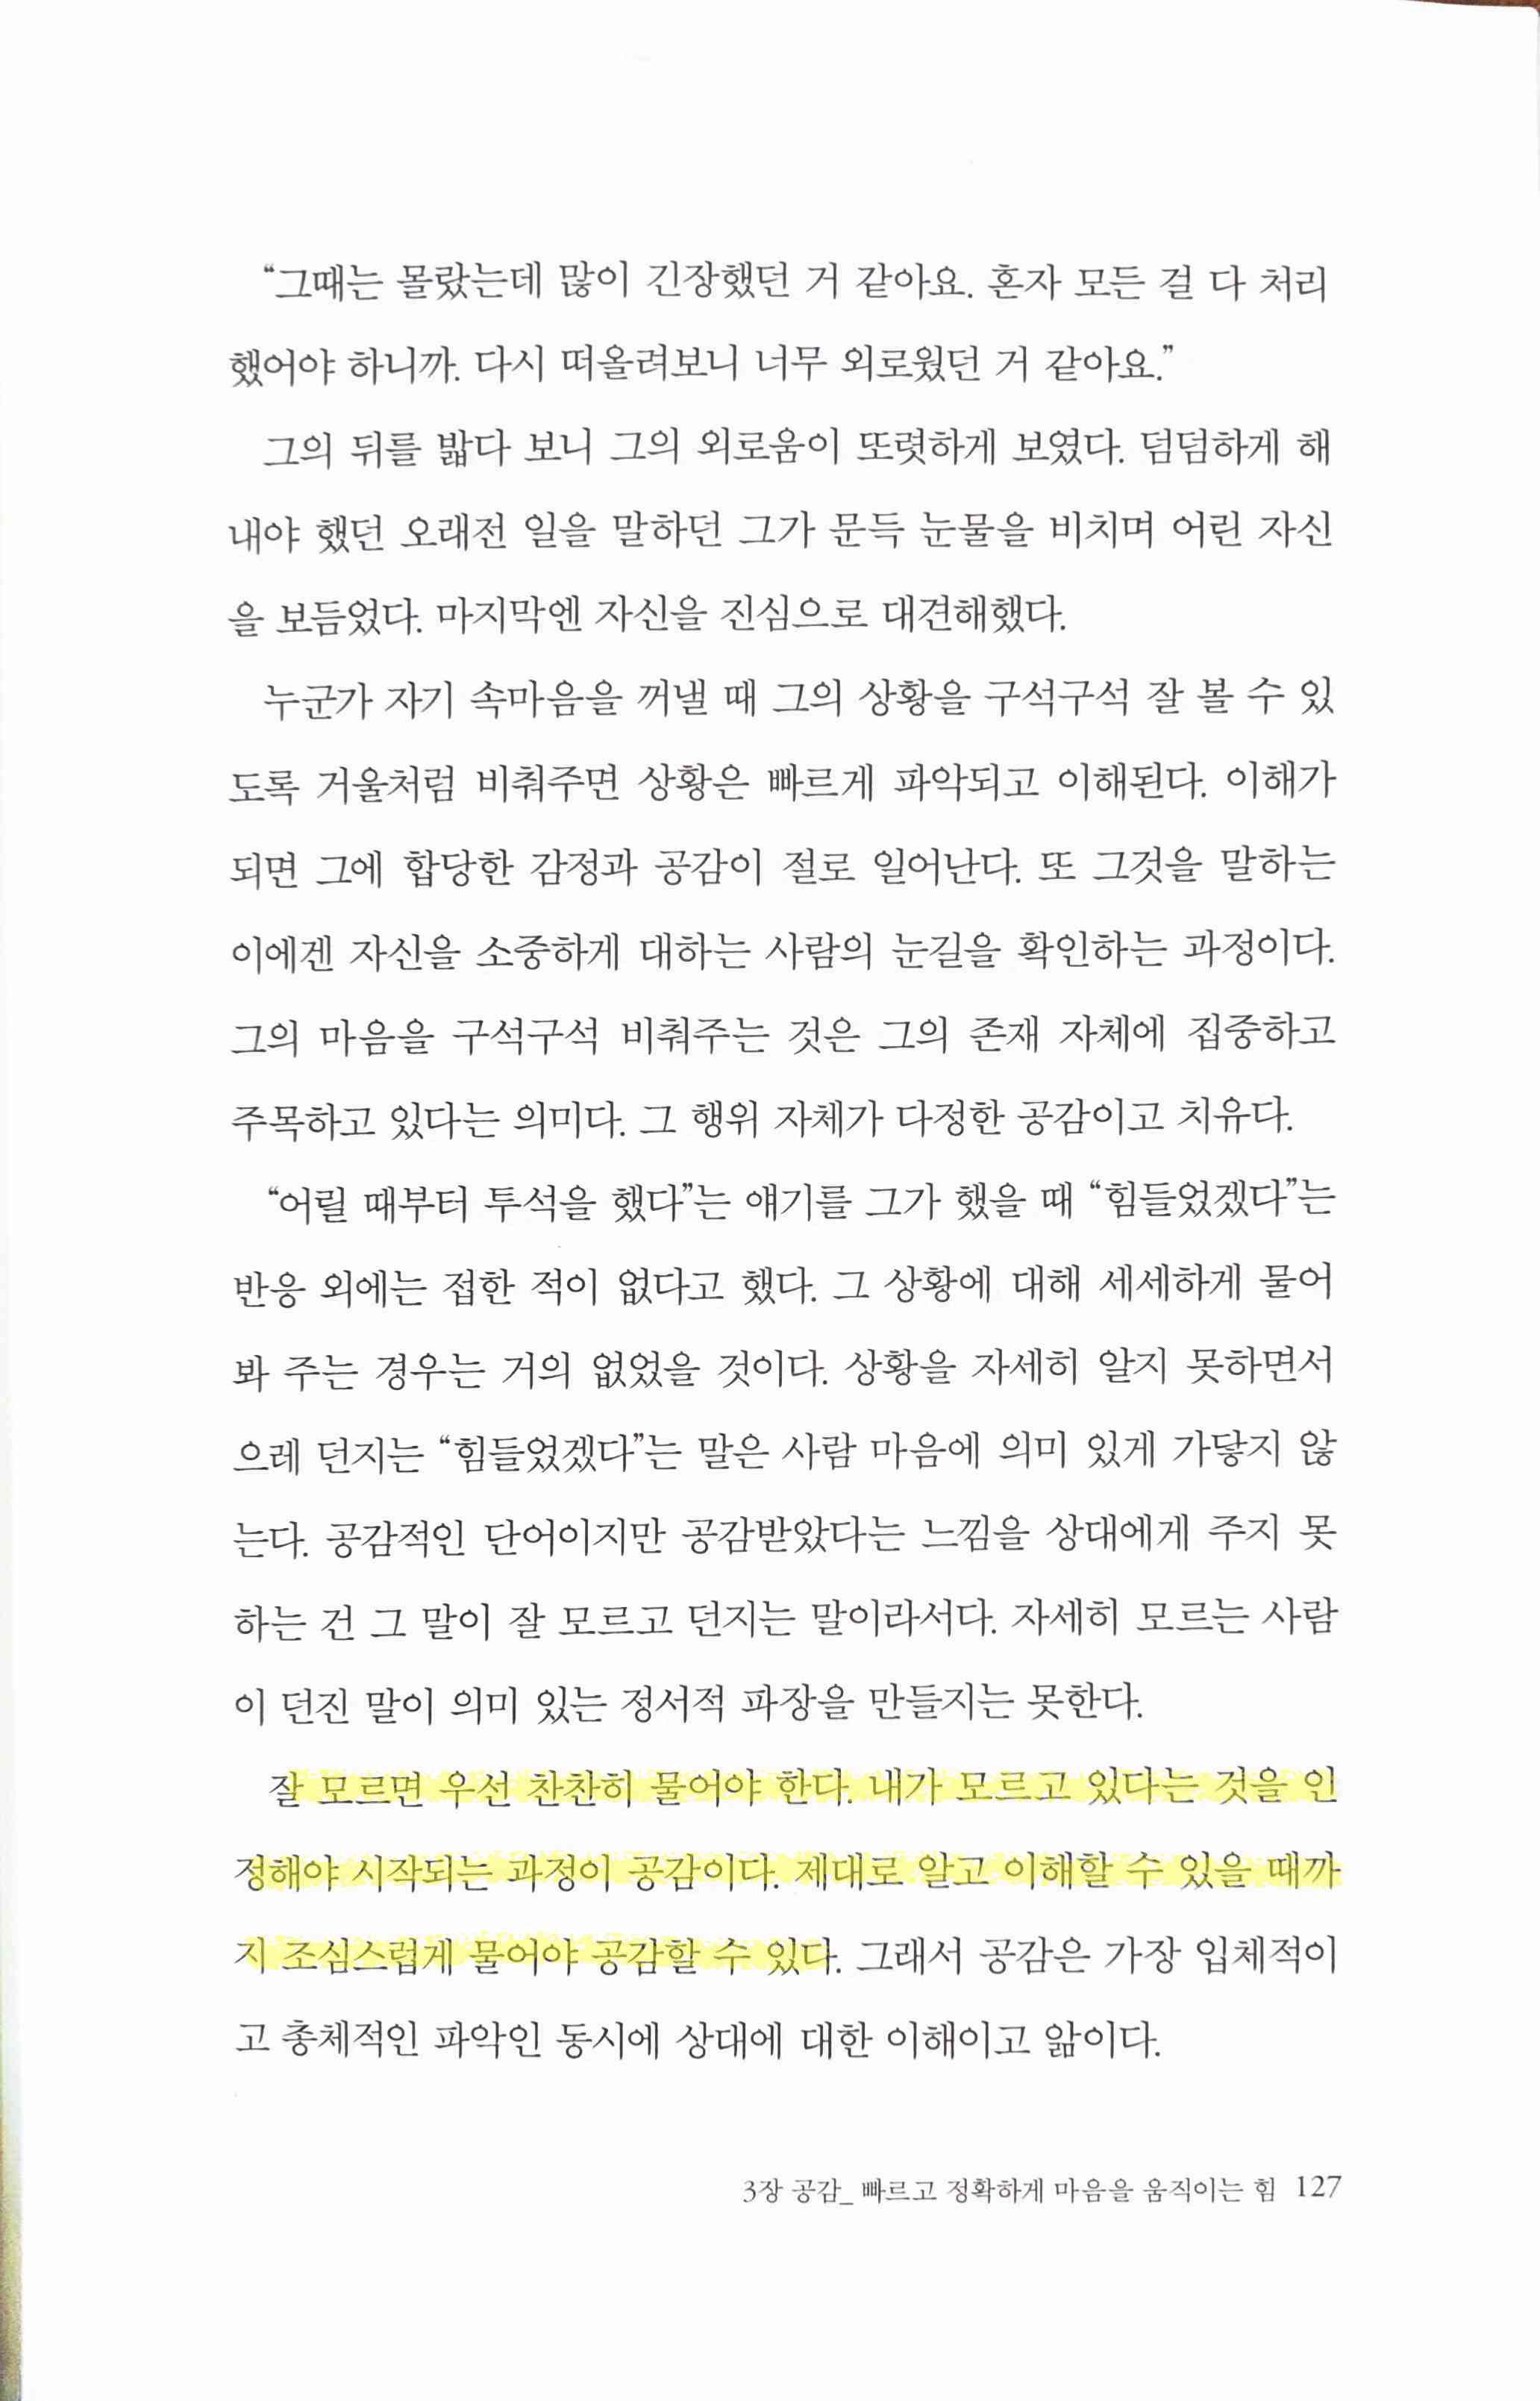 “그때는 몰랐는데 많이 긴장했던 거 같아요. 혼자 모든 걸 다 처리
했어야 하니까. 다시 떠올려보니 너무 외로웠던 거 같아요.”
그의 뒤를 밟다 보니 그의 외로움이 또렷하게 보였다. 덤덤하게 해
내야 했던 오래전 일을 말하던 그가 문득 눈물을 비치며 어린 자신
을 보듬었다. 마지막엔 자신을 진심으로 대견해했다.
누군가 자기 속마음을 꺼낼 때 그의 상황을 구석구석 잘 볼 수 있
도록 거울처럼 비춰주면 상황은 빠르게 파악되고 이해된다. 이해가
되면 그에 합당한 감정과 공감이 절로 일어난다. 또 그것을 말하는
이에겐 자신을 소중하게 대하는 사람의 눈길을 확인하는 과정이다.
그의 마음을 구석구석 비춰주는 것은 그의 존재 자체에 집중하고
주목하고 있다는 의미다. 그 행위 자체가 다정한 공감이고 치유다.
“어릴 때부터 투석을 했다”는 얘기를 그가 했을 때 “힘들었겠다”는
반응 외에는 접한 적이 없다고 했다. 그 상황에 대해 세세하게 물어
봐 주는 경우는 거의 없었을 것이다. 상황을 자세히 알지 못하면서
으레 던지는 “힘들었겠다”는 말은 사람 마음에 의미 있게 가닿지 않
는다. 공감적인 단어이지만 공감받았다는 느낌을 상대에게 주지 못
하는 건 그 말이 잘 모르고 던지는 말이라서다. 자세히 모르는 사람
이 던진 말이 의미 있는 정서적 파장을 만들지는 못한다.
잘 모르면 우선 찬찬히 물어야 한다. 내가 모르고 있다는 것을 인
정해야 시작되는 과정이 공감이다. 제대로 알고 이해할 수 있을 때까
지 조심스럽게 물어야 공감할 수 있다. 그래서 공감은 가장 입체적이
고 총체적인 파악인 동시에 상대에 대한 이해이고 앎이다.
3장 공감_ 빠르고 정확하게 마음을 움직이는 힘 127